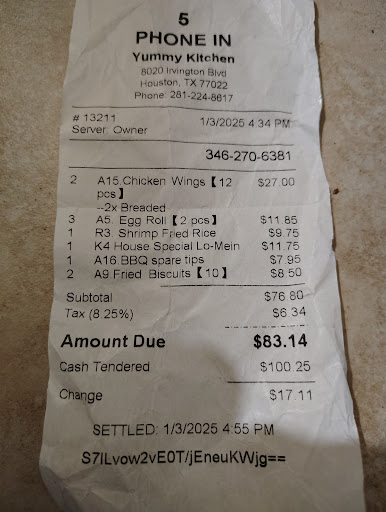 5
PHONE IN
Yummy Kitchen
8020 Irvington Blvd
Houston, TX 77022
Phone: 281-224-8617
# 13211
Server: Owner 1/3/2025 4:34 PM
346-270-6381
2 A15.Chicken Wings【12 $27.00
pcs】
--2x Breaded
3 A5. Egg Roll【2 pcs】 $11.85
1 R3. Shrimp Fried Rice $9.75
1 K4 House Special Lo-Mein $11.75
1 A16.BBQ spare tips $7.95
2 A9 Fried Biscuits【10】 $8.50
Subtotal $76.80
Tax (8.25%) $6.34
Amount Due $83.14
Cash Tendered $100.25
Change $17.11
SETTLED: 1/3/2025 4:55 PM
S7ILvow2vE0T/jEneuKWjg==